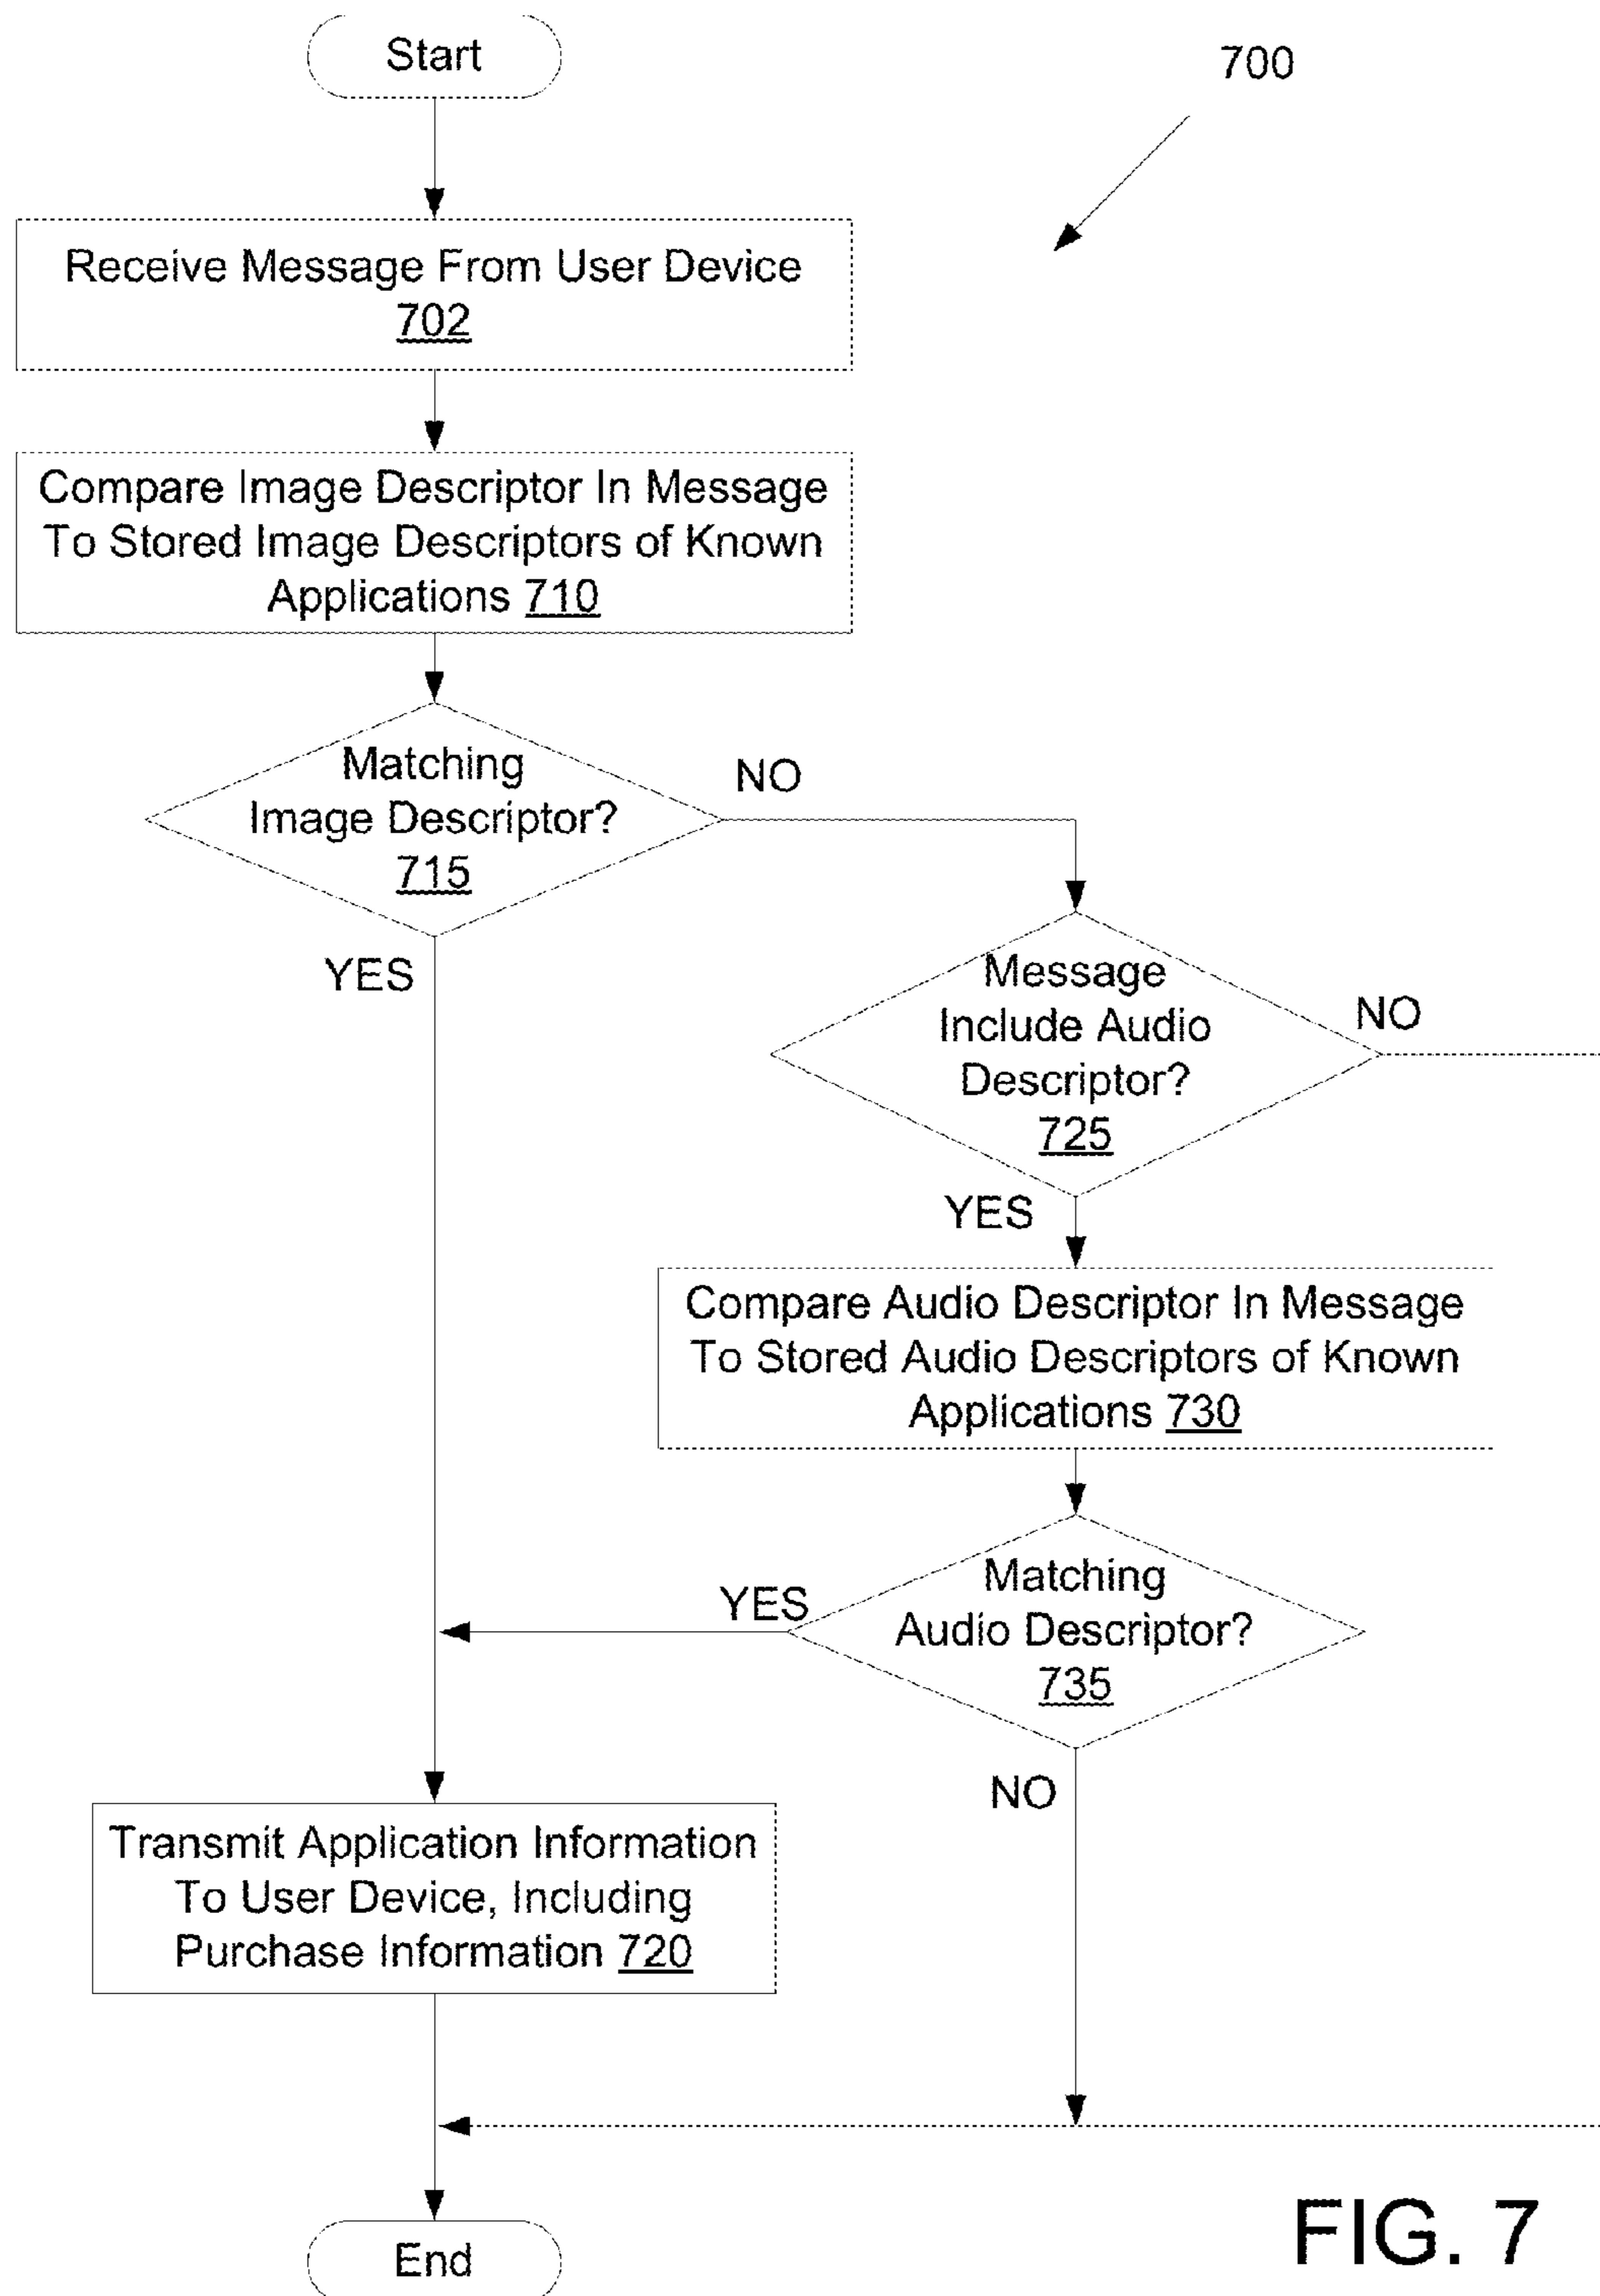 Start
700
Receive Message From User Device
702
Compare Image Descriptor In Message
To Stored Image Descriptors of Known
Applications 710
Matching
Image Descriptor?
715
NO
YES
Message
Include Audio
Descriptor?
725
NO
YES
Compare Audio Descriptor In Message
To Stored Audio Descriptors of Known
Applications 730
Matching
Audio Descriptor?
735
YES
NO
Transmit Application Information
To User Device, Including
Purchase Information 720
End
FIG. 7